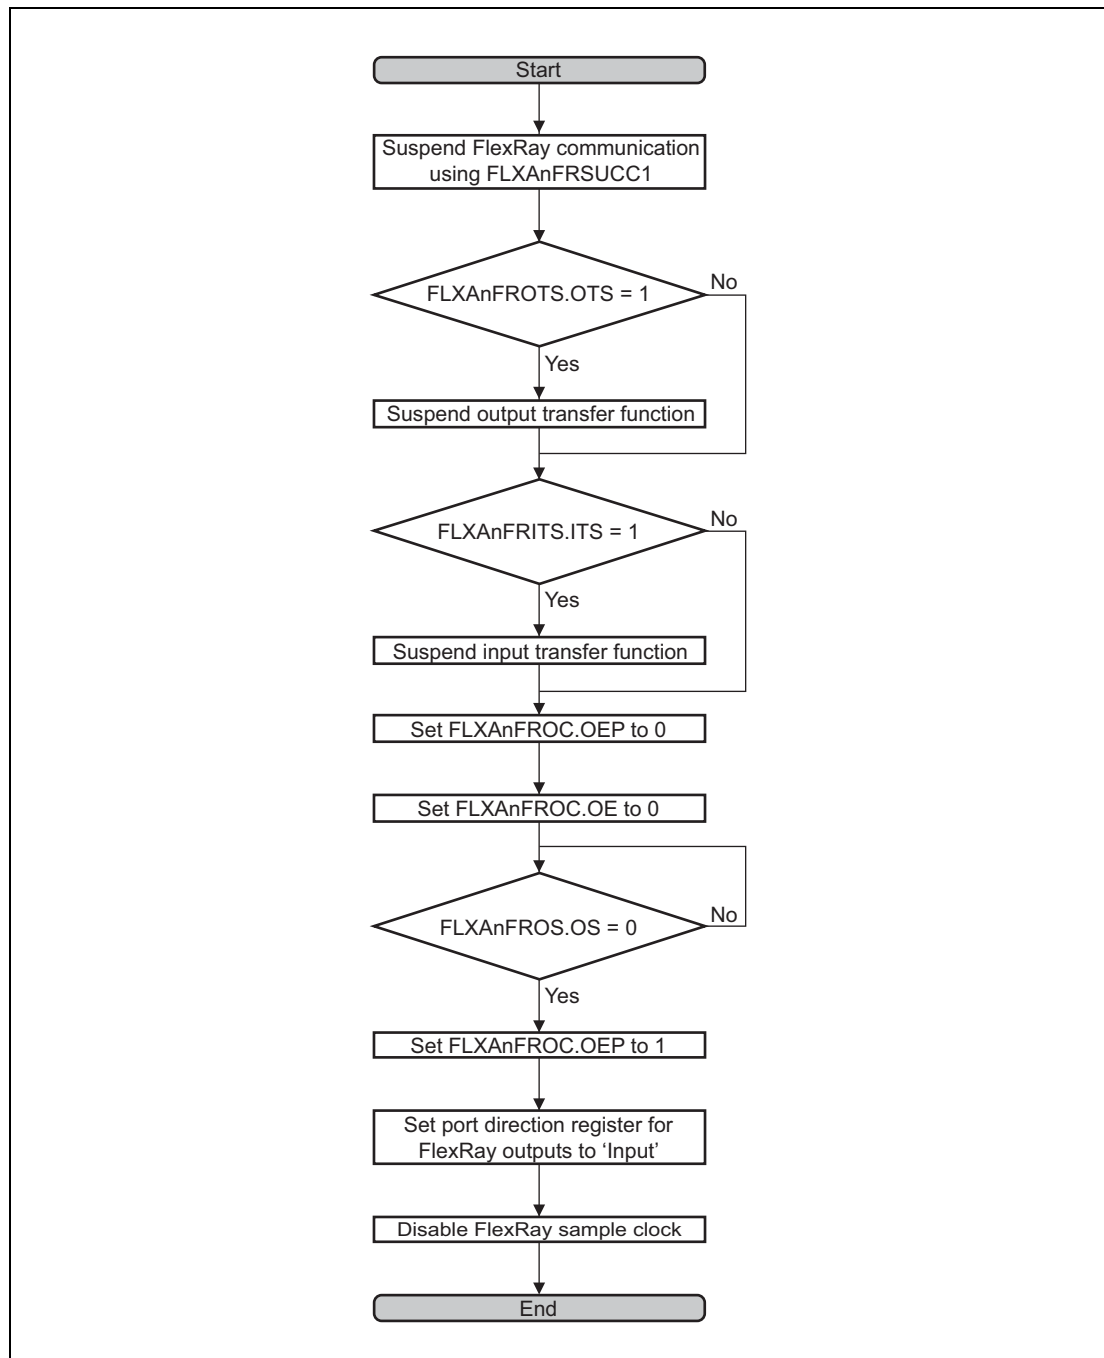 Start
Suspend FlexRay communication
using FLXAnFRSUCC1
FLXAnFROTS.OTS = 1
No
Yes
Suspend output transfer function
FLXAnFRITS.ITS = 1
No
Yes
Suspend input transfer function
Set FLXAnFROC.OEP to 0
Set FLXAnFROC.OE to 0
FLXAnFROS.OS = 0
No
Yes
Set FLXAnFROC.OEP to 1
Set port direction register for
FlexRay outputs to ‘Input’
Disable FlexRay sample clock
End